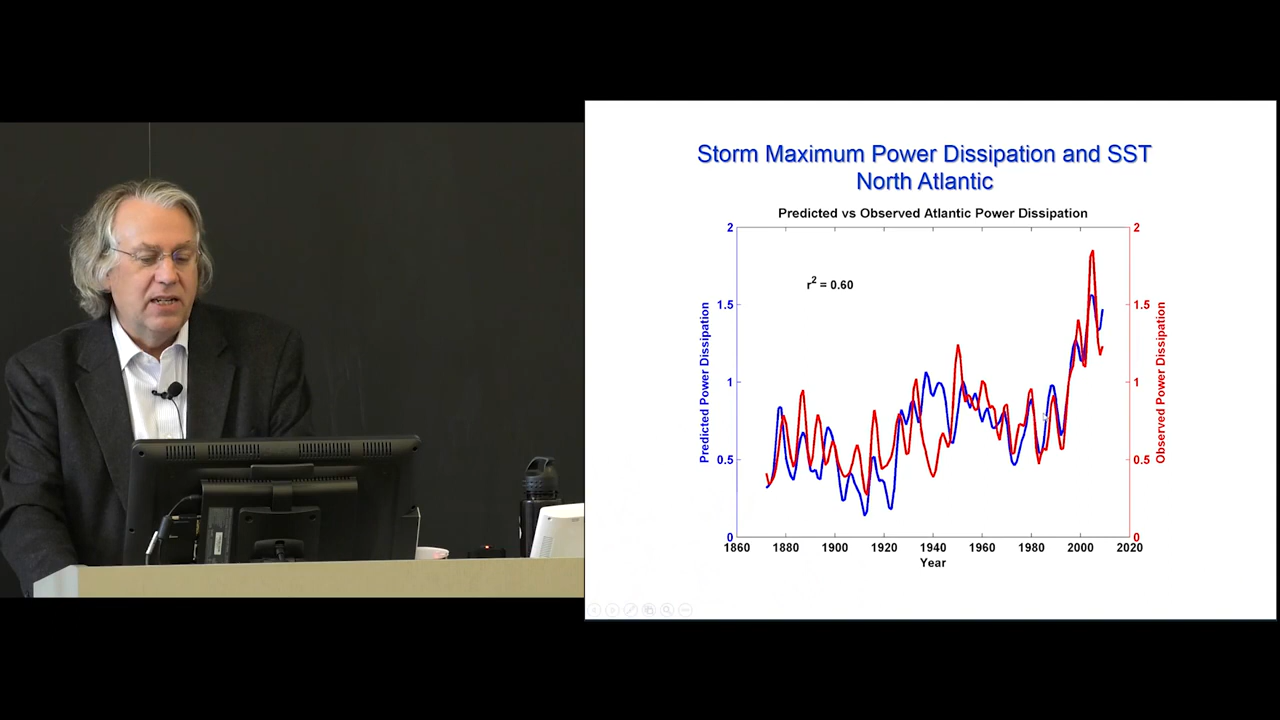 Storm Maximum Power Dissipation and SST
North Atlantic
Predicted vs Observed Atlantic Power Dissipation
r2 = 0.60
Predicted Power Dissipation
2
1.5
1
0.5
0
2
1.5
1
0.5
0
Observed Power Dissipation
1860 1880 1900 1920 1940 1960 1980 2000 2020
Year